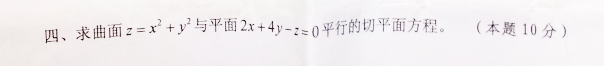 四、求曲面 z = x² + y² 与平面 2x + 4y - z = 0 平行的切平面方程。 （本题 10 分）